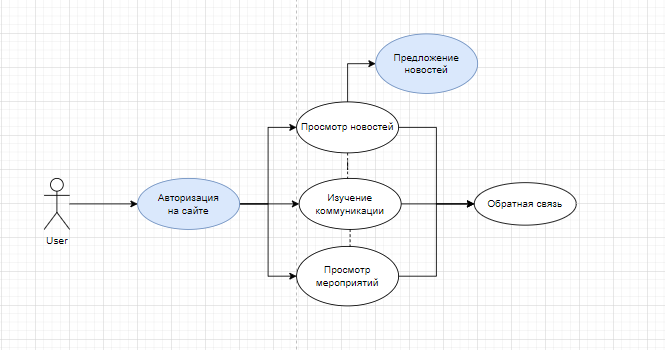 Предложение
новостей
Просмотр новостей
Авторизация
на сайте
Изучение
коммуникации
Обратная связь
User
Просмотр
мероприятий